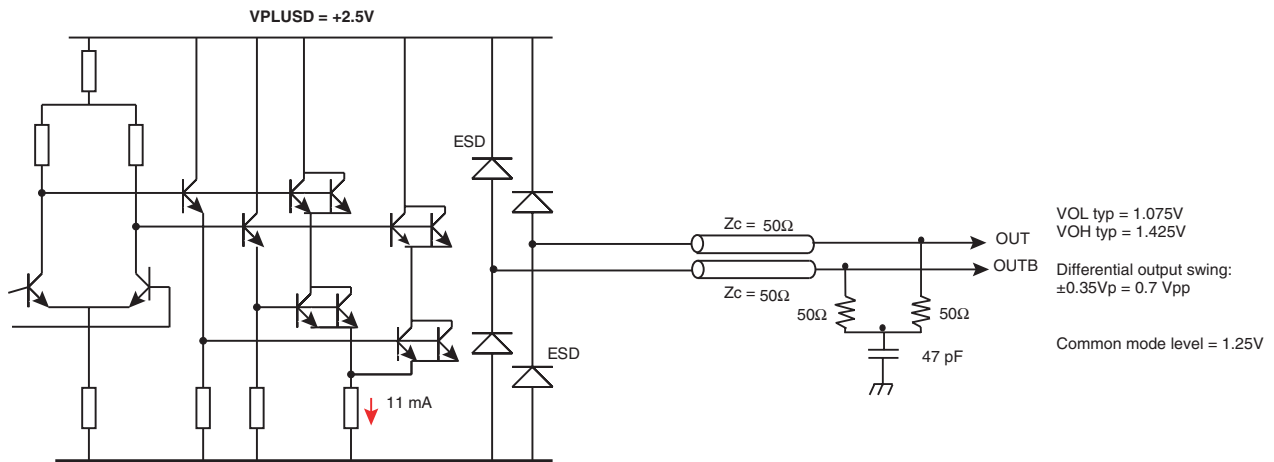 VPLUSD = +2.5V
ESD
Zc = 50Ω
VOL typ = 1.075V
VOH typ = 1.425V
OUT
OUTB
Differential output swing:
±0.35Vp = 0.7 Vpp
Zc = 50Ω
50Ω
50Ω
Common mode level = 1.25V
ESD
47 pF
11 mA